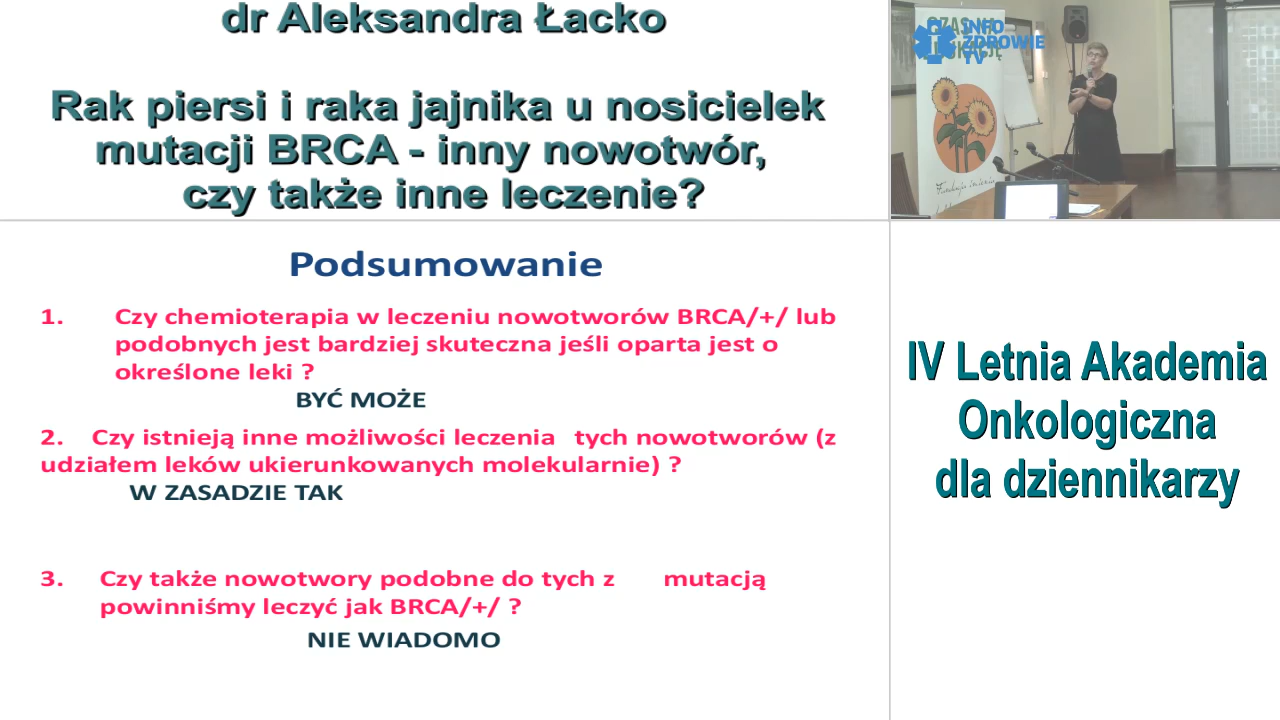 dr Aleksandra Łacko
Rak piersi i raka jajnika u nosicielek
mutacji BRCA - inny nowotwór,
czy także inne leczenie?
INFO
ZDROWIE
TV
Podsumowanie
1. Czy chemioterapia w leczeniu nowotworów BRCA/+/ lub
podobnych jest bardziej skuteczna jeśli oparta jest o
określone leki ?
BYĆ MOŻE
2. Czy istnieją inne możliwości leczenia tych nowotworów (z
udziałem leków ukierunkowanych molekularnie) ?
W ZASADZIE TAK
3. Czy także nowotwory podobne do tych z mutacją
powinniśmy leczyć jak BRCA/+/ ?
NIE WIADOMO
IV Letnia Akademia
Onkologiczna
dla dziennikarzy